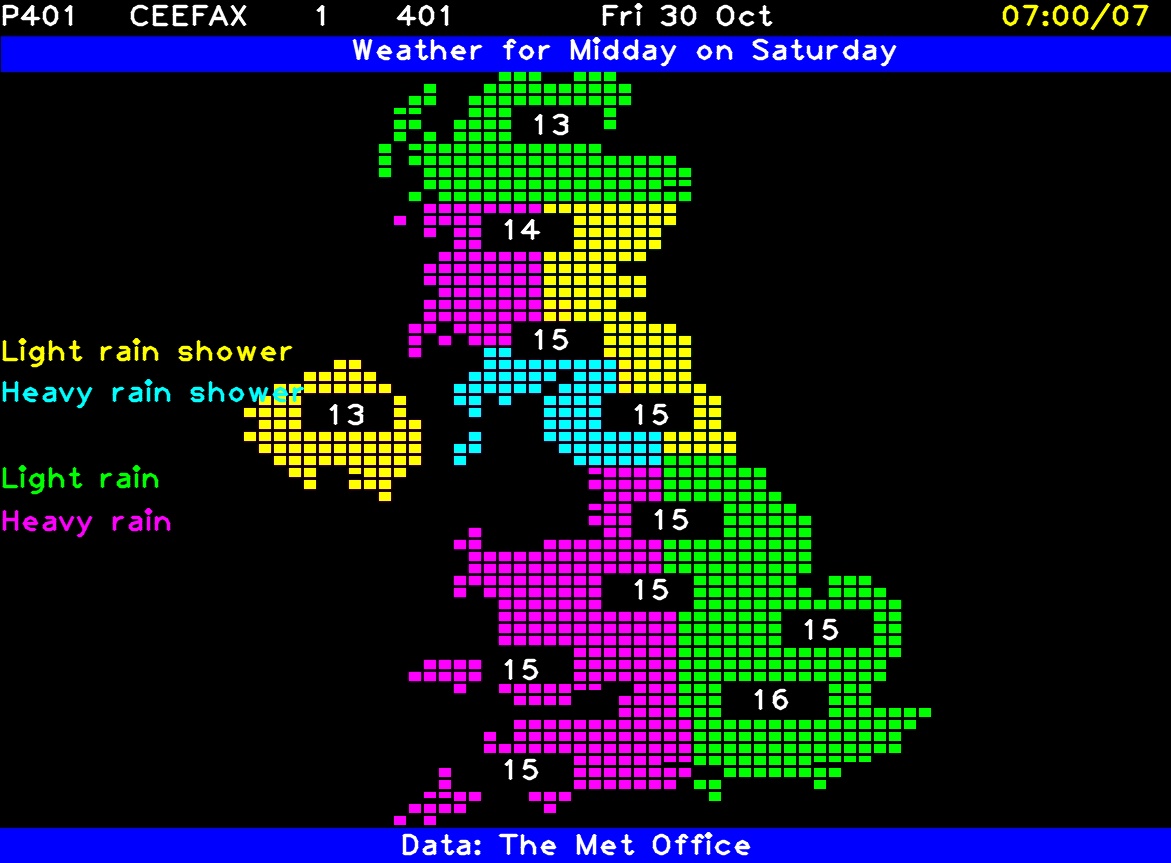 P401 CEEFAX 1 401 Fri 30 Oct 07:00/07
Weather for Midday on Saturday
13
14
15
Light rain shower
Heavy rain shower
13 15
Light rain
Heavy rain 15
15
15
15
16
15
Data: The Met Office